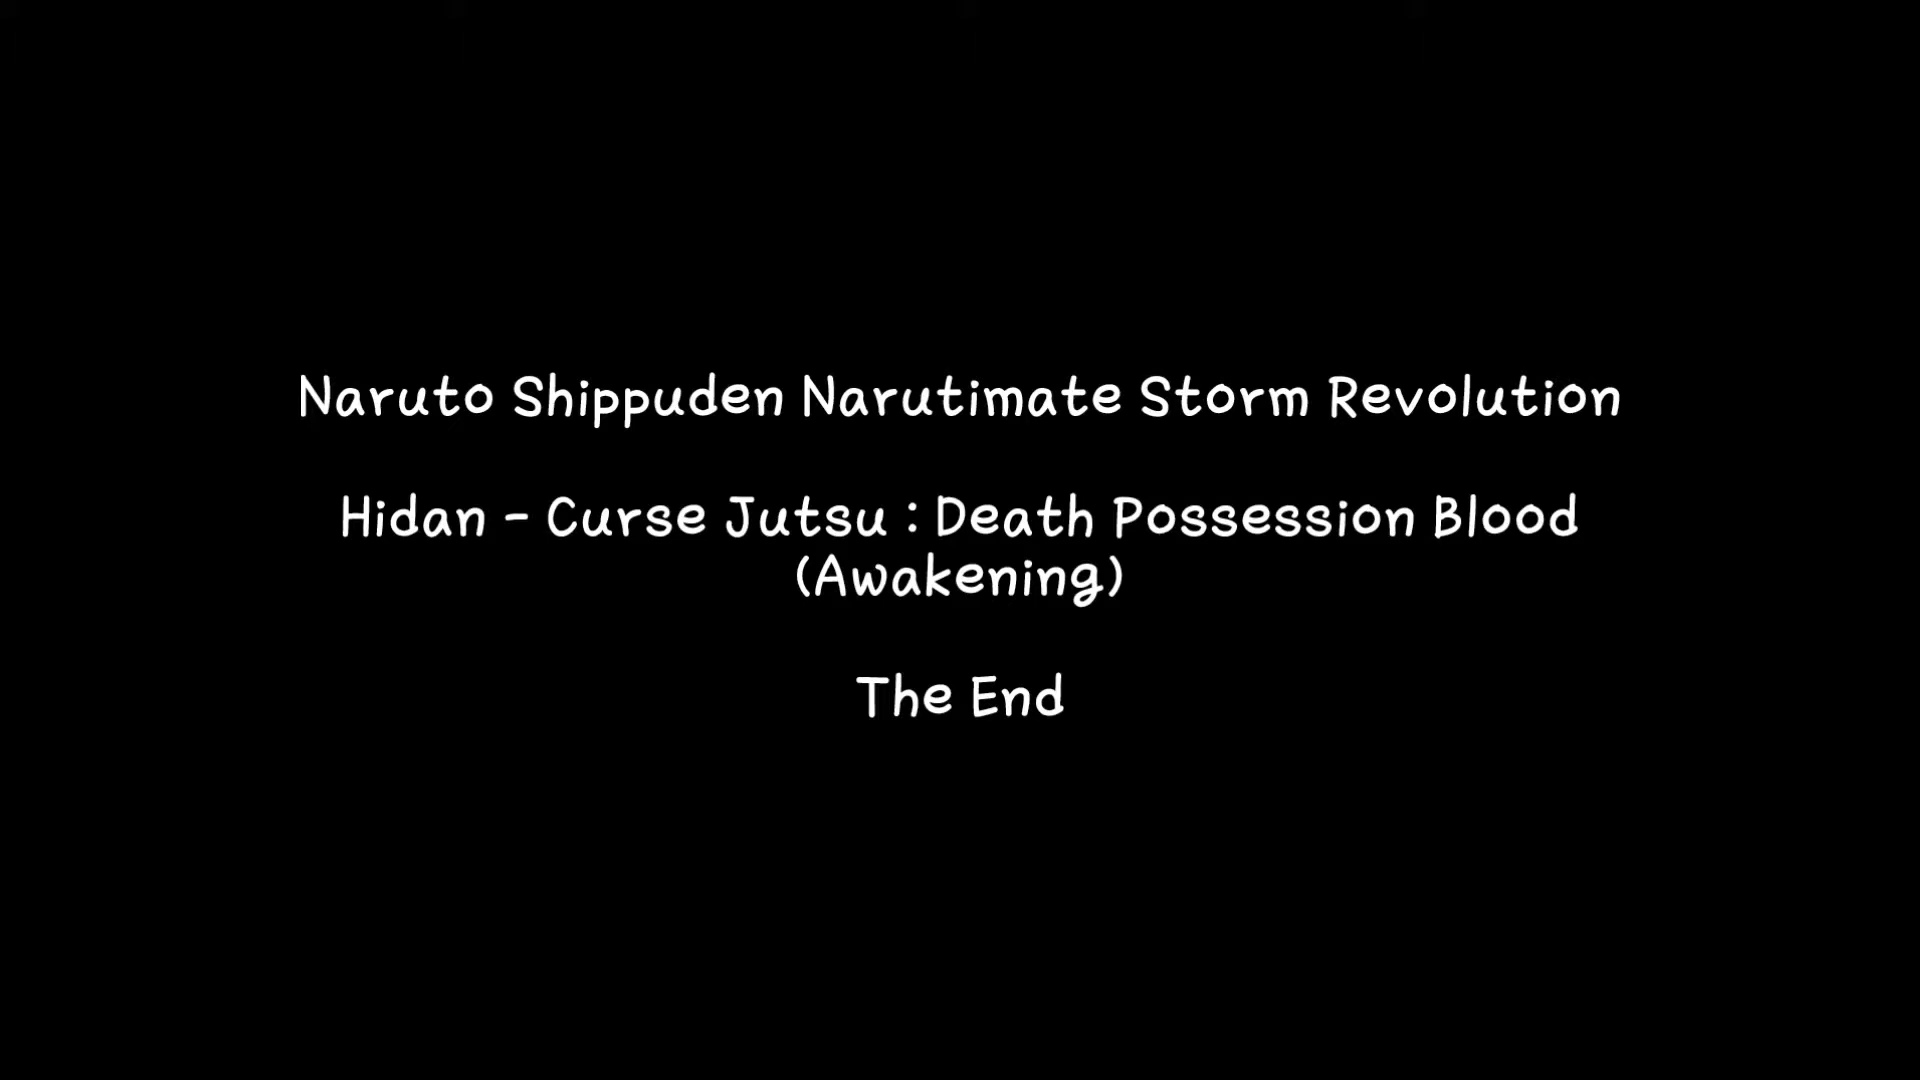 Naruto Shippuden Narutimate Storm Revolution
Hidan - Curse Jutsu : Death Possession Blood
(Awakening)
The End